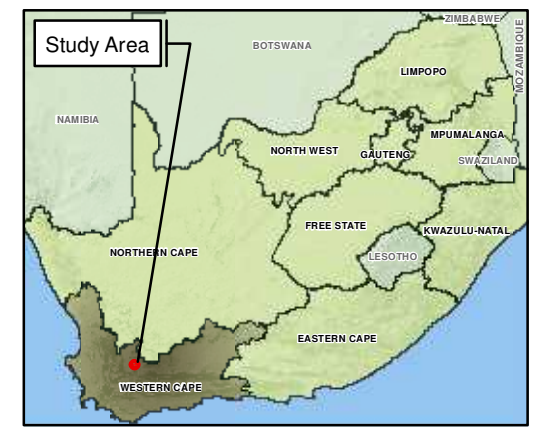 ZIMBABWE
Study Area
BOTSWANA
MOZAMBIQUE
LIMPOPO
NAMIBIA
MPUMALANGA
NORTH WEST
GAUTENG
SWAZILAND
FREE STATE
KWAZULU-NATAL
NORTHERN CAPE
LESOTHO
EASTERN CAPE
WESTERN CAPE